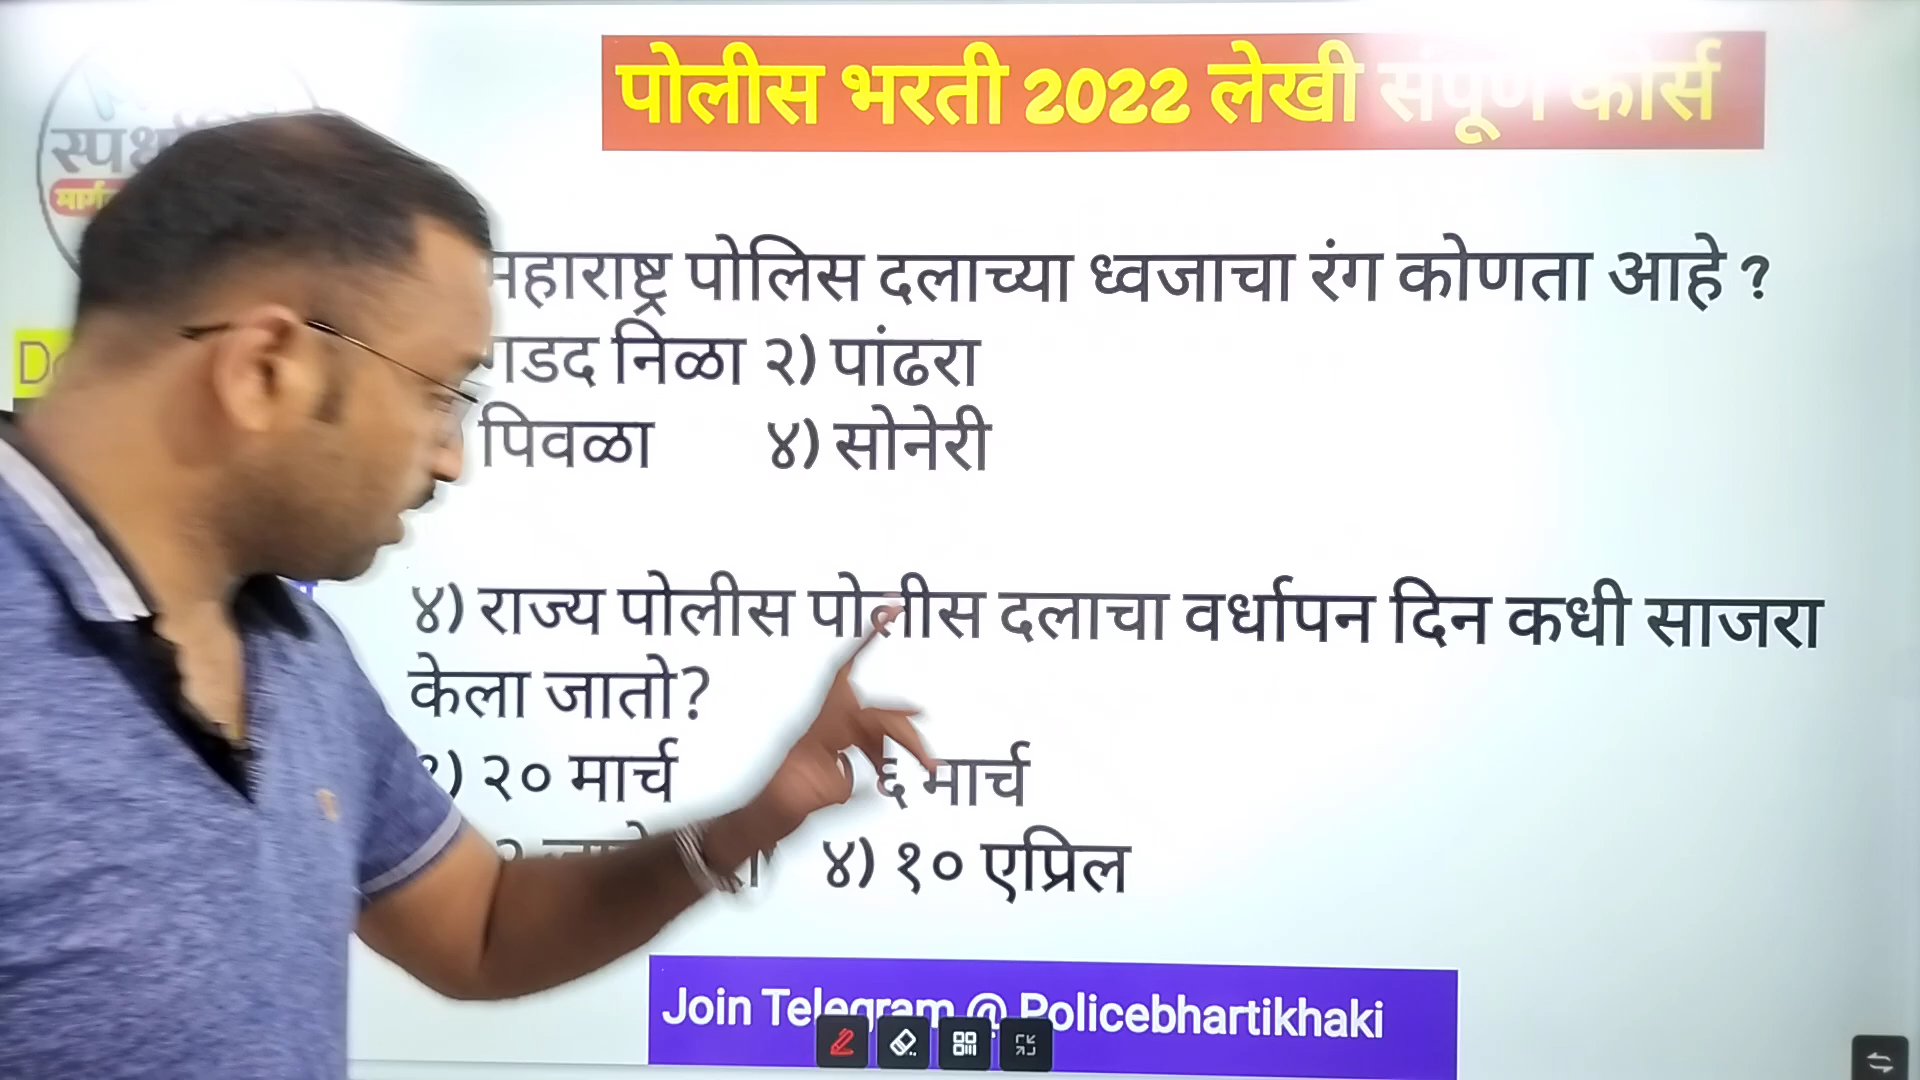 पोलीस भरती 2022 लेखी संपूर्ण कोर्स
महाराष्ट्र पोलिस दलाच्या ध्वजाचा रंग कोणता आहे ?
गडद निळा २) पांढरा
पिवळा ४) सोनेरी
४) राज्य पोलीस पोलीस दलाचा वर्धापन दिन कधी साजरा
केला जातो?
१) २० मार्च ६ मार्च
४) १० एप्रिल
Join Telegram @ Policebhartikhaki